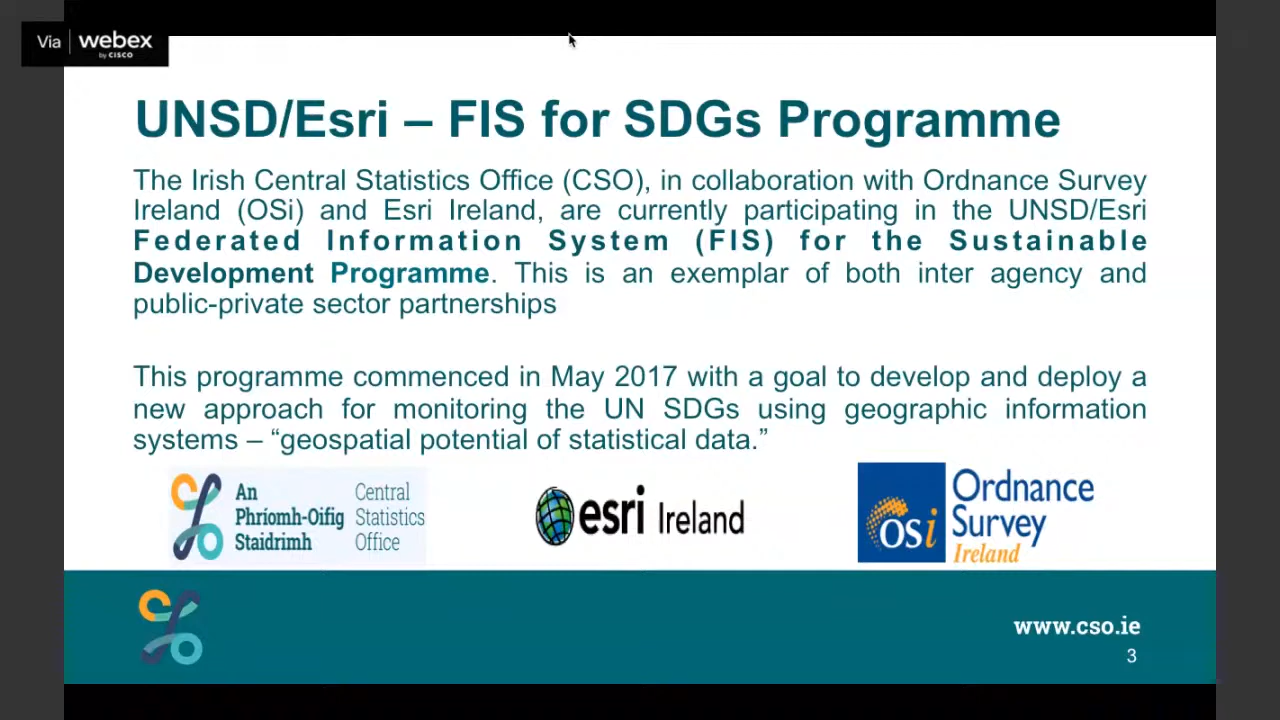 Via webex
by CISCO
UNSD/Esri – FIS for SDGs Programme
The Irish Central Statistics Office (CSO), in collaboration with Ordnance Survey
Ireland (OSi) and Esri Ireland, are currently participating in the UNSD/Esri
Federated Information System (FIS) for the Sustainable
Development Programme. This is an exemplar of both inter agency and
public-private sector partnerships
This programme commenced in May 2017 with a goal to develop and deploy a
new approach for monitoring the UN SDGs using geographic information
systems – “geospatial potential of statistical data.”
An
Phríomh-Oifig
Staidrimh
Central
Statistics
Office
esri Ireland
OSi
Ordnance
Survey
Ireland
www.cso.ie
3